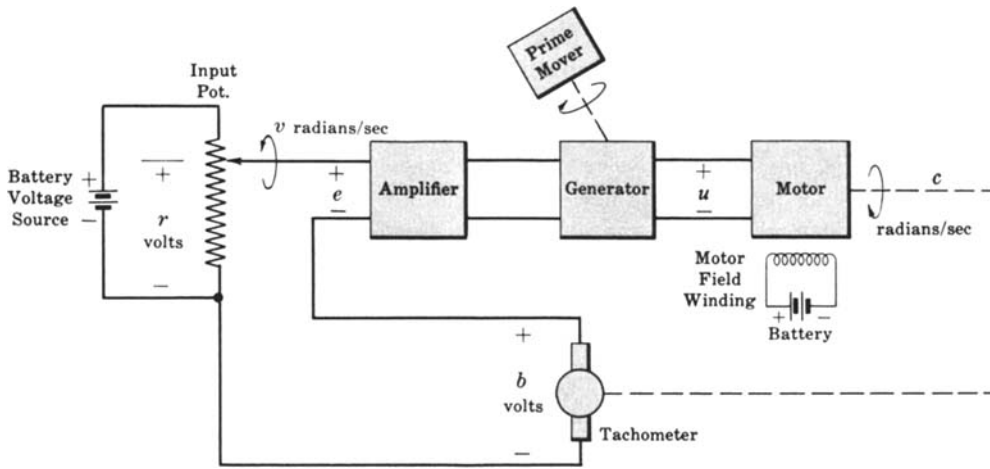 Prime
Mover
Input
Pot.
v radians/sec
Battery
Voltage
Source
+
−
+
r
volts
−
+
e
−
Amplifier
Generator
+
u
−
Motor
c
radians/sec
Motor
Field
Winding
+
−
Battery
+
b
volts
−
Tachometer